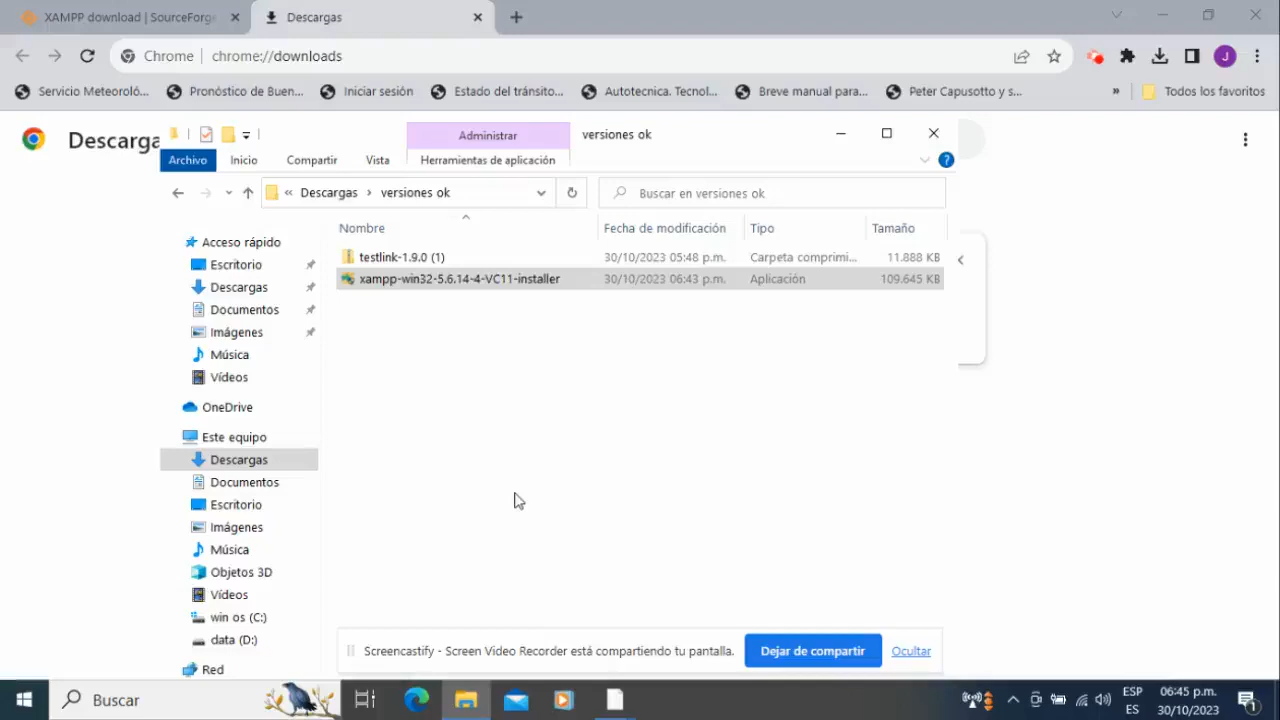 XAMPP download | SourceForge
Descargas
Chrome
chrome://downloads
J
Servicio Meteoroló...
Pronóstico de Buen...
Iniciar sesión
Estado del tránsito...
Autotecnica. Tecnol...
Breve manual para...
Peter Capusotto y s...
»
Todos los favoritos
Descarga
Administrar
versiones ok
Archivo
Inicio
Compartir
Vista
Herramientas de aplicación
?
« Descargas > versiones ok
Buscar en versiones ok
Nombre
Fecha de modificación
Tipo
Tamaño
testlink-1.9.0 (1)
30/10/2023 05:48 p.m.
Carpeta comprimi...
11.888 KB
xampp-win32-5.6.14-4-VC11-installer
30/10/2023 06:43 p.m.
Aplicación
109.645 KB
Acceso rápido
Escritorio
Descargas
Documentos
Imágenes
Música
Vídeos
OneDrive
Este equipo
Descargas
Documentos
Escritorio
Imágenes
Música
Objetos 3D
Vídeos
win os (C:)
data (D:)
Red
Screencastify - Screen Video Recorder está compartiendo tu pantalla.
Dejar de compartir
Ocultar
Buscar
ESP
ES
06:45 p.m.
30/10/2023
1